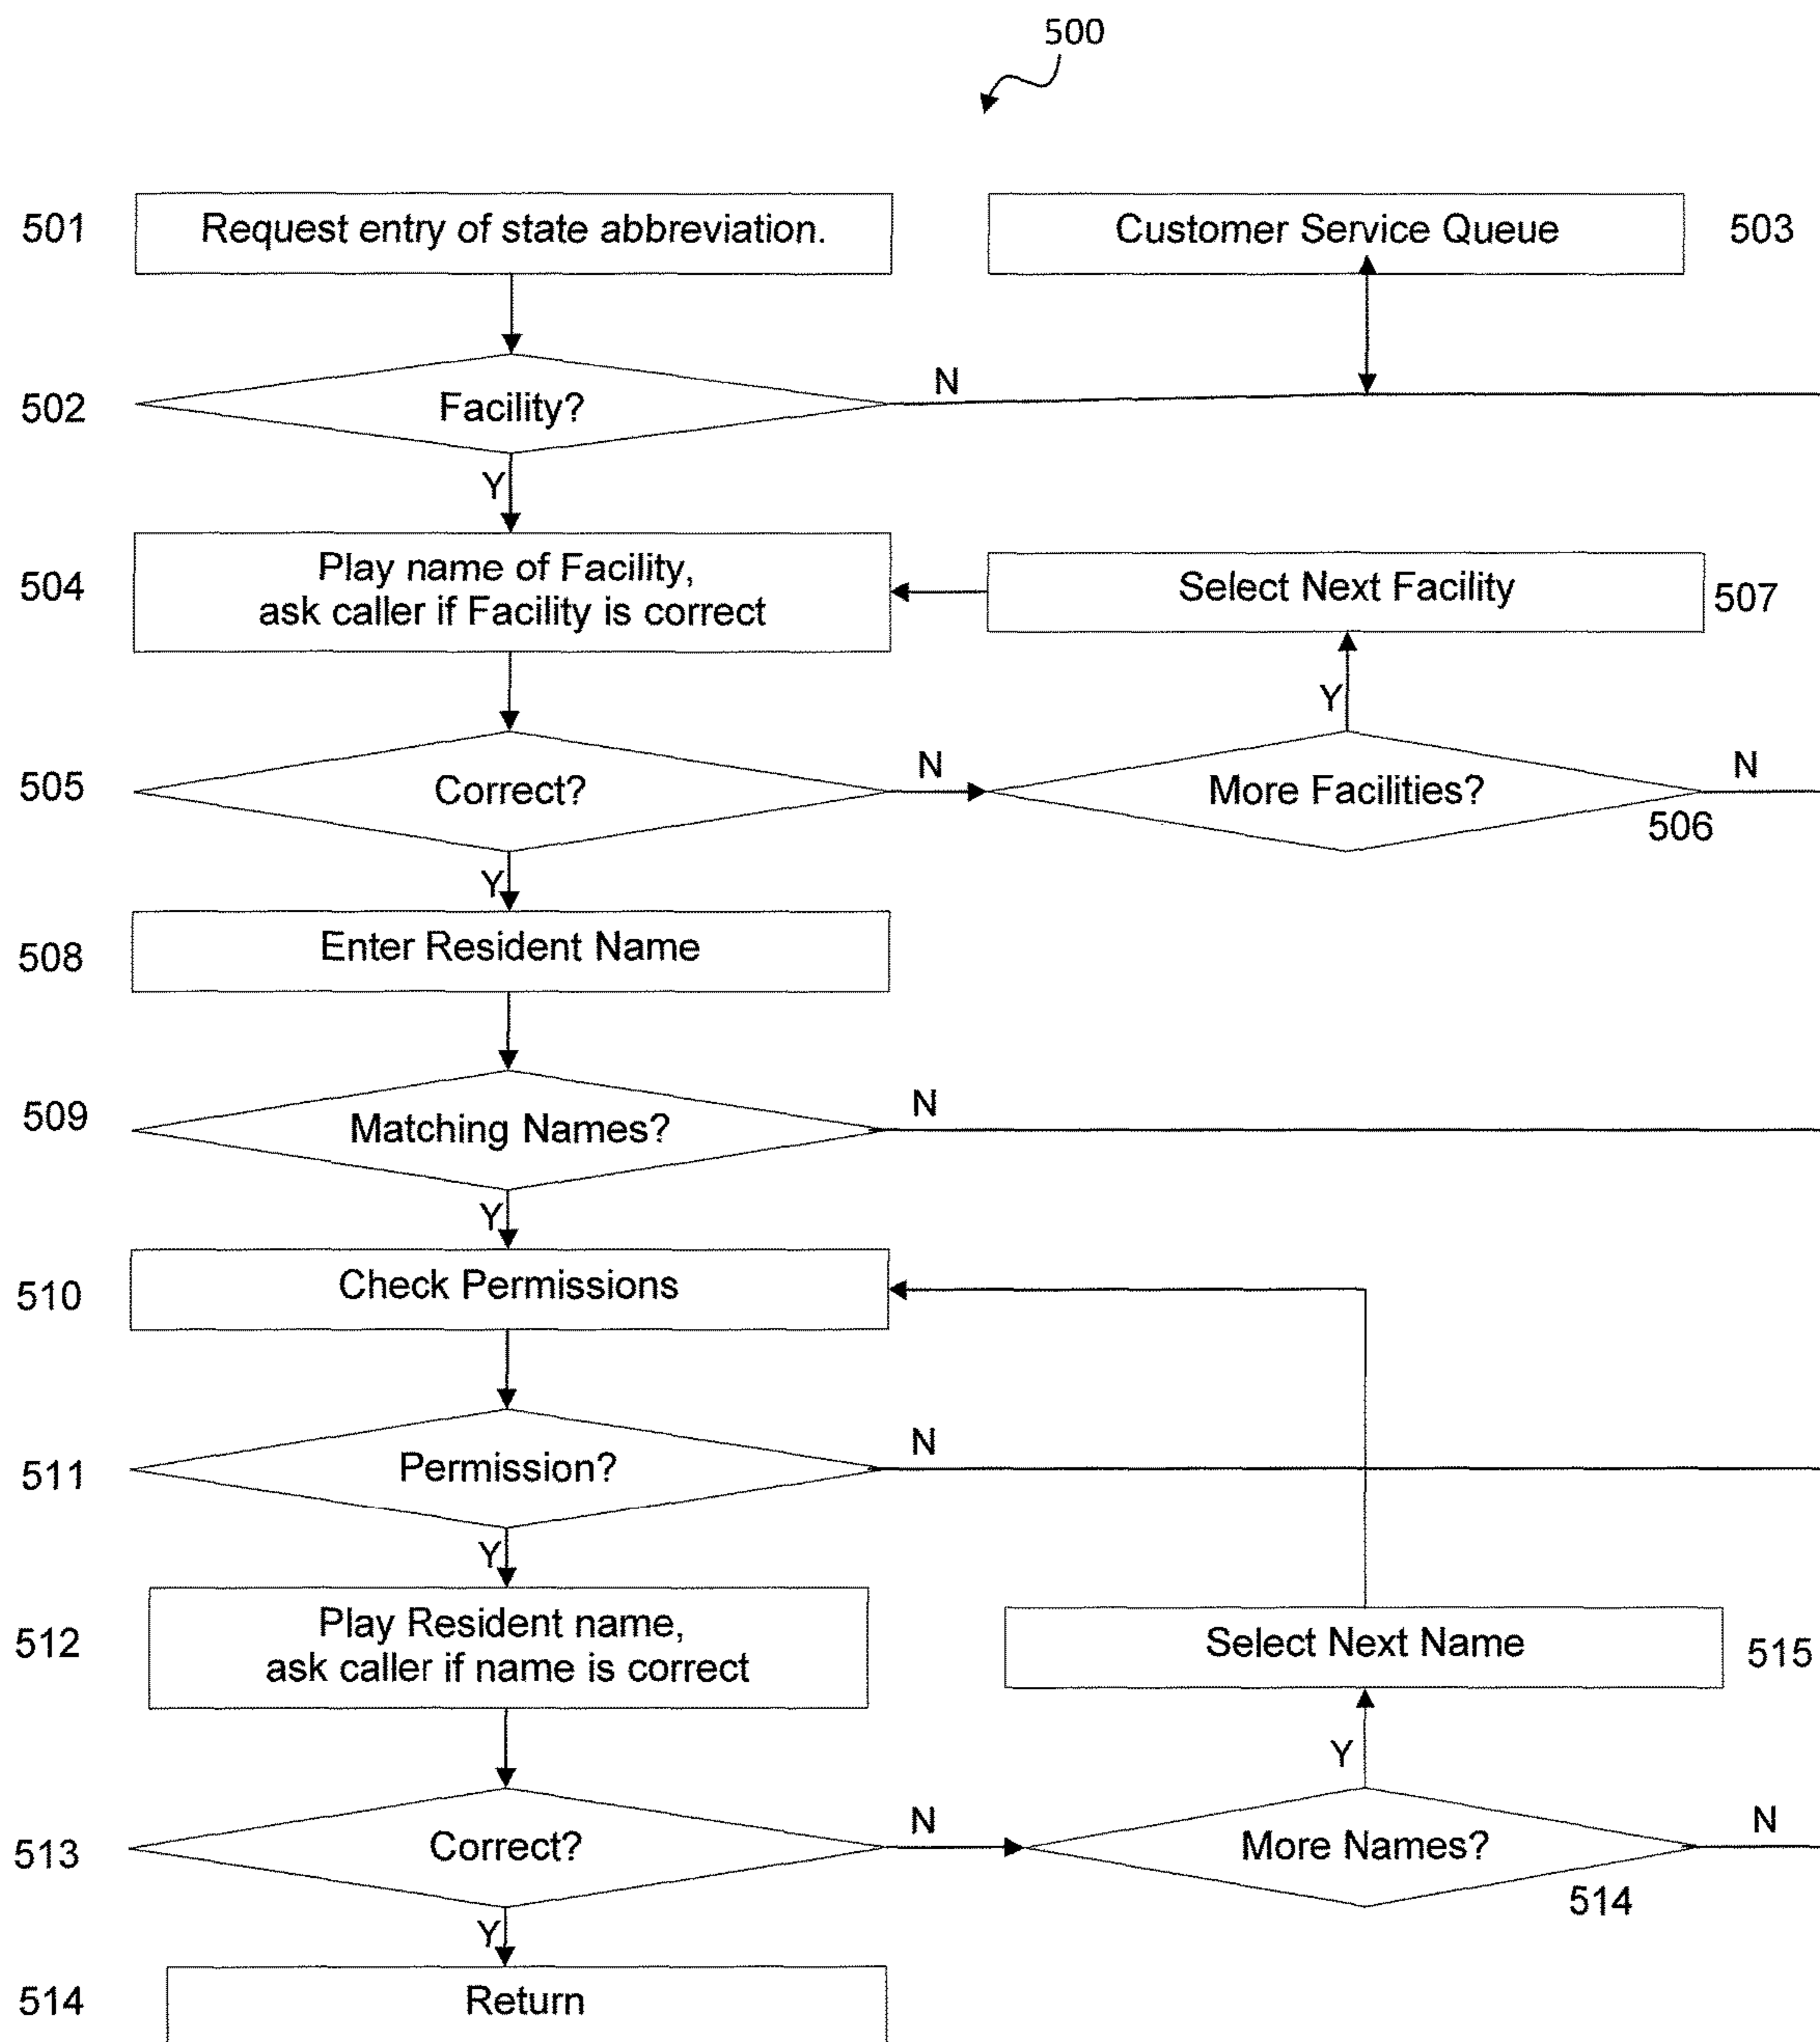 500
501
Request entry of state abbreviation.
Customer Service Queue
503
502
Facility?
N
Y
504
Play name of Facility,
ask caller if Facility is correct
Select Next Facility
507
Y
505
Correct?
N
More Facilities?
N
506
Y
508
Enter Resident Name
509
Matching Names?
N
Y
510
Check Permissions
511
Permission?
N
Y
512
Play Resident name,
ask caller if name is correct
Select Next Name
515
Y
513
Correct?
N
More Names?
N
514
Y
514
Return